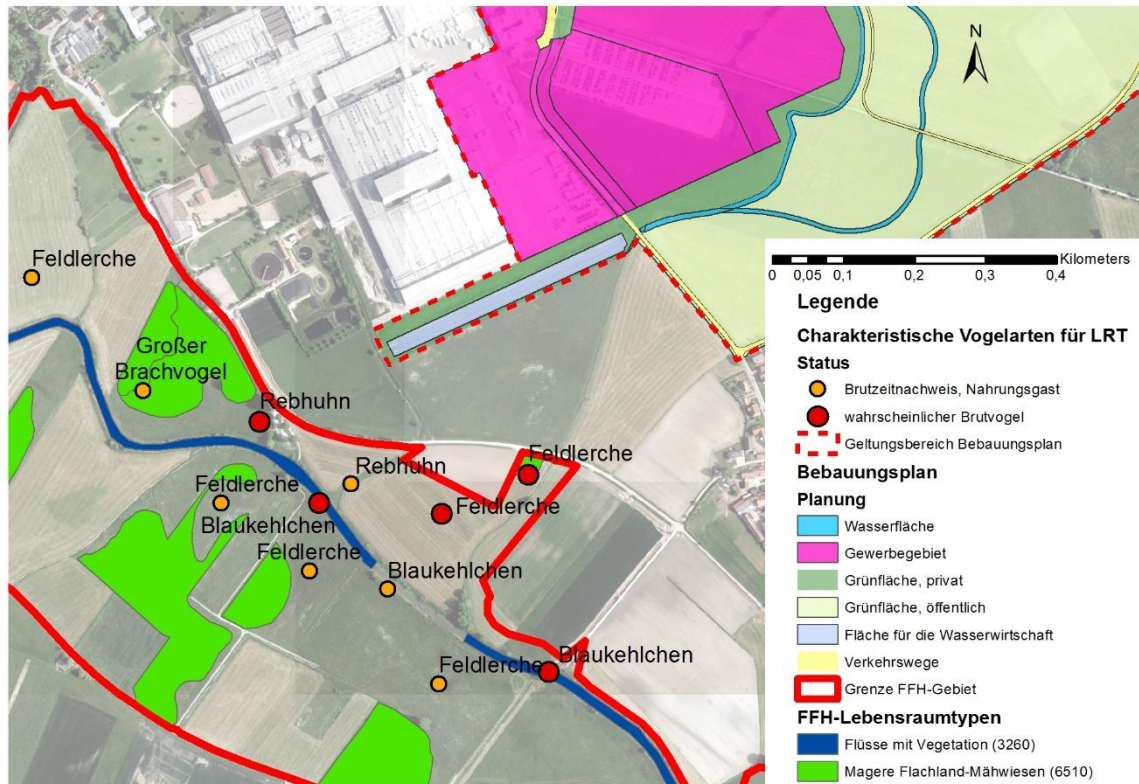 N
Feldlerche
Großer
Brachvogel
Rebhuhn
Rebhuhn
Feldlerche
Feldlerche
Feldlerche
Blaukehlchen
Feldlerche
Blaukehlchen
Feldlerche
Blaukehlchen
Kilometers
0 0,05 0,1 0,2 0,3 0,4
Legende
Charakteristische Vogelarten für LRT
Status
Brutzeitnachweis, Nahrungsgast
wahrscheinlicher Brutvogel
Geltungsbereich Bebauungsplan
Bebauungsplan
Planung
Wasserfläche
Gewerbegebiet
Grünfläche, privat
Grünfläche, öffentlich
Fläche für die Wasserwirtschaft
Verkehrswege
Grenze FFH-Gebiet
FFH-Lebensraumtypen
Flüsse mit Vegetation (3260)
Magere Flachland-Mähwiesen (6510)